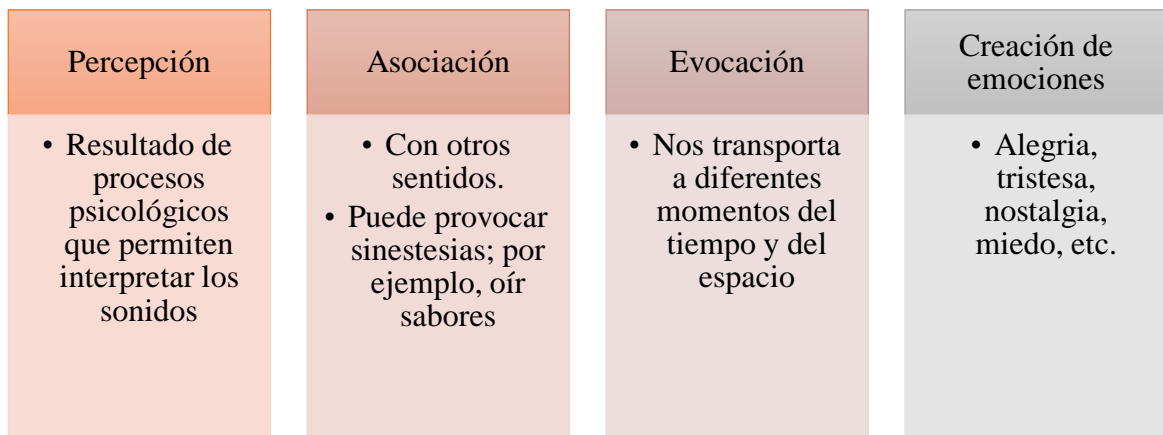 Percepción
• Resultado de
procesos
psicológicos
que permiten
interpretar los
sonidos
Asociación
• Con otros
sentidos.
• Puede provocar
sinestesias; por
ejemplo, oír
sabores
Evocación
• Nos transporta
a diferentes
momentos del
tiempo y del
espacio
Creación de
emociones
• Alegria,
tristesa,
nostalgia,
miedo, etc.